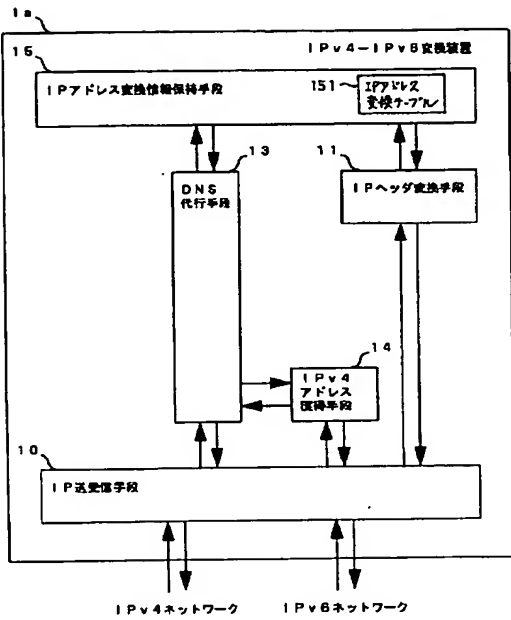 1a
IPv4－IPv6変換装置
15
IPアドレス変換情報保持手段
151
IPアドレス
変換テーブル
13
11
DNS
代行手段
IPヘッダ変換手段
14
IPv4
アドレス
獲得手段
10
IP送受信手段
IPv4ネットワーク
IPv6ネットワーク